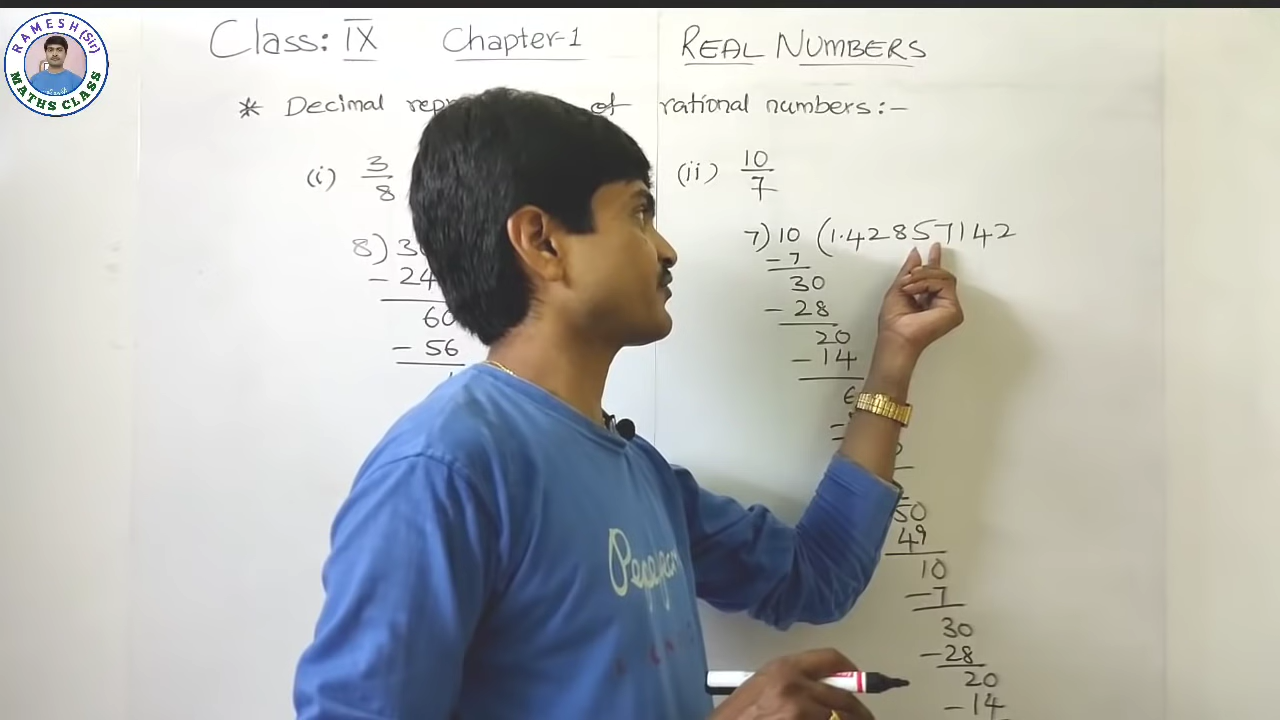 RAMESH (Sir)
MATHS CLASS
Class: IX Chapter-1 REAL NUMBERS
* Decimal of rational numbers:-
(i) 3/8
8) 3
- 24
60
- 56
(ii) 10/7
7) 10 (1.42857142
- 7
30
- 28
20
- 14
6
50
49
10
- 7
30
- 28
20
- 14